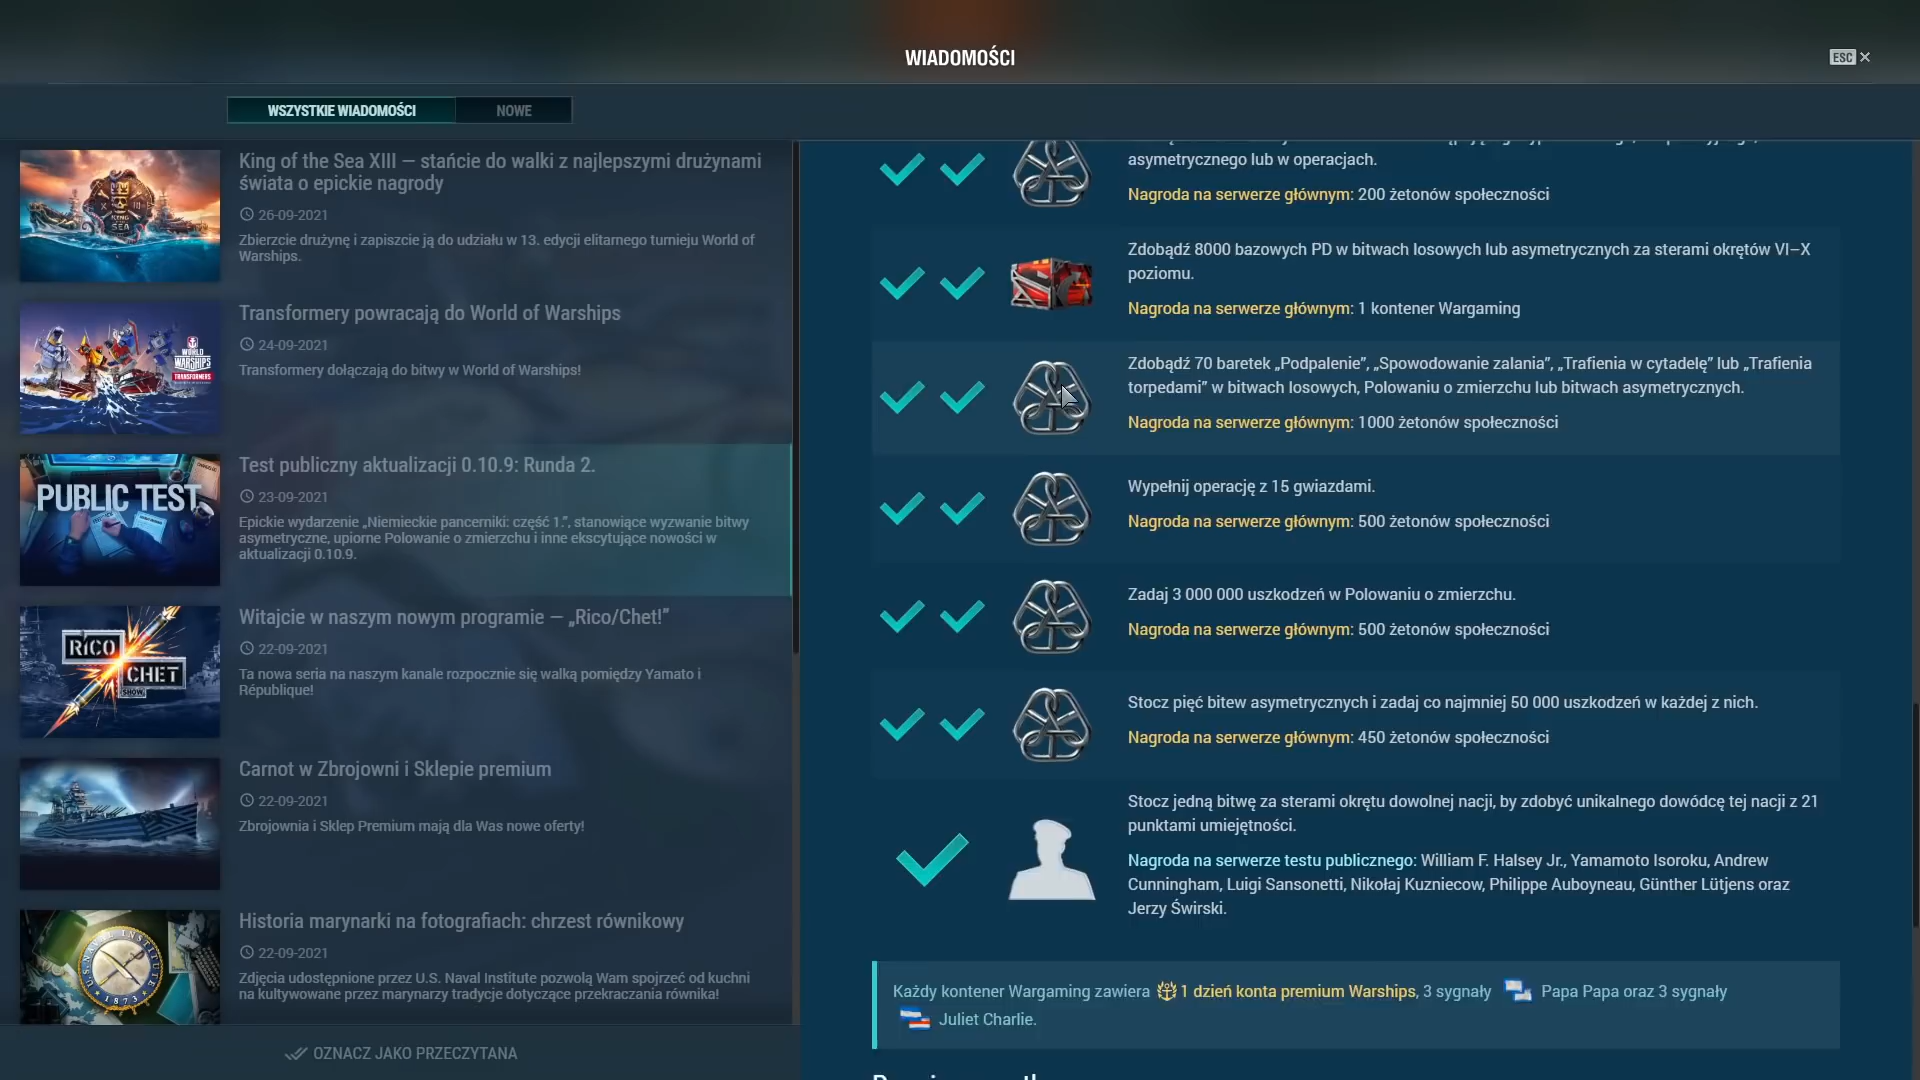 WIADOMOŚCI
ESC ×
WSZYSTKIE WIADOMOŚCI
NOWE
King of the Sea XIII — stańcie do walki z najlepszymi drużynami
świata o epickie nagrody
26-09-2021
Zbierzcie drużynę i zapiszcie ją do udziału w 13. edycji elitarnego turnieju World of
Warships.
KING
OF THE
SEA
Transformery powracają do World of Warships
24-09-2021
Transformery dołączają do bitwy w World of Warships!
WORLD
OF
WARSHIPS
TRANSFORMERS
Test publiczny aktualizacji 0.10.9: Runda 2.
23-09-2021
Epickie wydarzenie „Niemieckie pancerniki: część 1.”, stanowiące wyzwanie bitwy
asymetryczne, upiorne Polowanie o zmierzchu i inne ekscytujące nowości w
aktualizacji 0.10.9.
PUBLIC TEST
Witajcie w naszym nowym programie — „Rico/Chet!”
22-09-2021
Ta nowa seria na naszym kanale rozpocznie się walką pomiędzy Yamato i
République!
RICO
CHET
SHOW
Carnot w Zbrojowni i Sklepie premium
22-09-2021
Zbrojownia i Sklep Premium mają dla Was nowe oferty!
Historia marynarki na fotografiach: chrzest równikowy
22-09-2021
Zdjęcia udostępnione przez U.S. Naval Institute pozwolą Wam spojrzeć od kuchni
na kultywowane przez marynarzy tradycje dotyczące przekraczania równika!
U.S. NAVAL INSTITUTE
1873
OZNACZ JAKO PRZECZYTANA
asymetrycznego lub w operacjach.
Nagroda na serwerze głównym: 200 żetonów społeczności
Zdobądź 8000 bazowych PD w bitwach losowych lub asymetrycznych za sterami okrętów VI–X
poziomu.
Nagroda na serwerze głównym: 1 kontener Wargaming
Zdobądź 70 baretek „Podpalenie”, „Spowodowanie zalania”, „Trafienia w cytadelę” lub „Trafienia
torpedami” w bitwach losowych, Polowaniu o zmierzchu lub bitwach asymetrycznych.
Nagroda na serwerze głównym: 1000 żetonów społeczności
Wypełnij operację z 15 gwiazdami.
Nagroda na serwerze głównym: 500 żetonów społeczności
Zadaj 3 000 000 uszkodzeń w Polowaniu o zmierzchu.
Nagroda na serwerze głównym: 500 żetonów społeczności
Stocz pięć bitew asymetrycznych i zadaj co najmniej 50 000 uszkodzeń w każdej z nich.
Nagroda na serwerze głównym: 450 żetonów społeczności
Stocz jedną bitwę za sterami okrętu dowolnej nacji, by zdobyć unikalnego dowódcę tej nacji z 21
punktami umiejętności.
Nagroda na serwerze testu publicznego: William F. Halsey Jr., Yamamoto Isoroku, Andrew
Cunningham, Luigi Sansonetti, Nikołaj Kuzniecow, Philippe Auboyneau, Günther Lütjens oraz
Jerzy Świrski.
Każdy kontener Wargaming zawiera 1 dzień konta premium Warships, 3 sygnały Papa Papa oraz 3 sygnały
Juliet Charlie.